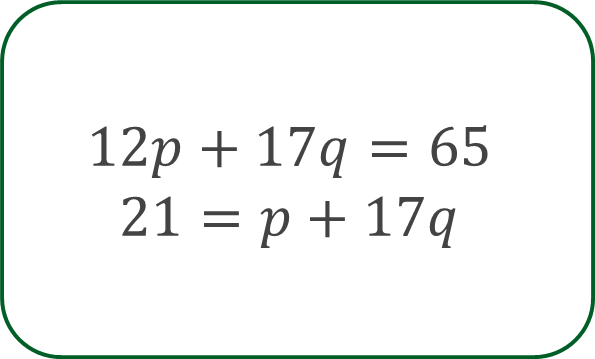 12p + 17q = 65
21 = p + 17q